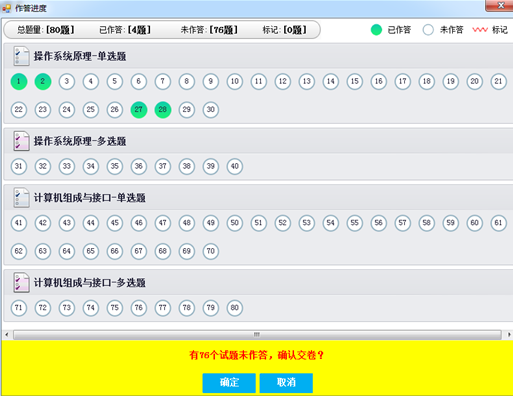 作答进度
总题量:[80题] 已作答:[4题] 未作答:[76题] 标记:[0题] 已作答 未作答 标记
操作系统原理-单选题
1 2 3 4 5 6 7 8 9 10 11 12 13 14 15 16 17 18 19 20 21
22 23 24 25 26 27 28 29 30
操作系统原理-多选题
31 32 33 34 35 36 37 38 39 40
计算机组成与接口-单选题
41 42 43 44 45 46 47 48 49 50 51 52 53 54 55 56 57 58 59 60 61
62 63 64 65 66 67 68 69 70
计算机组成与接口-多选题
71 72 73 74 75 76 77 78 79 80
有76个试题未作答，确认交卷？
确定 取消